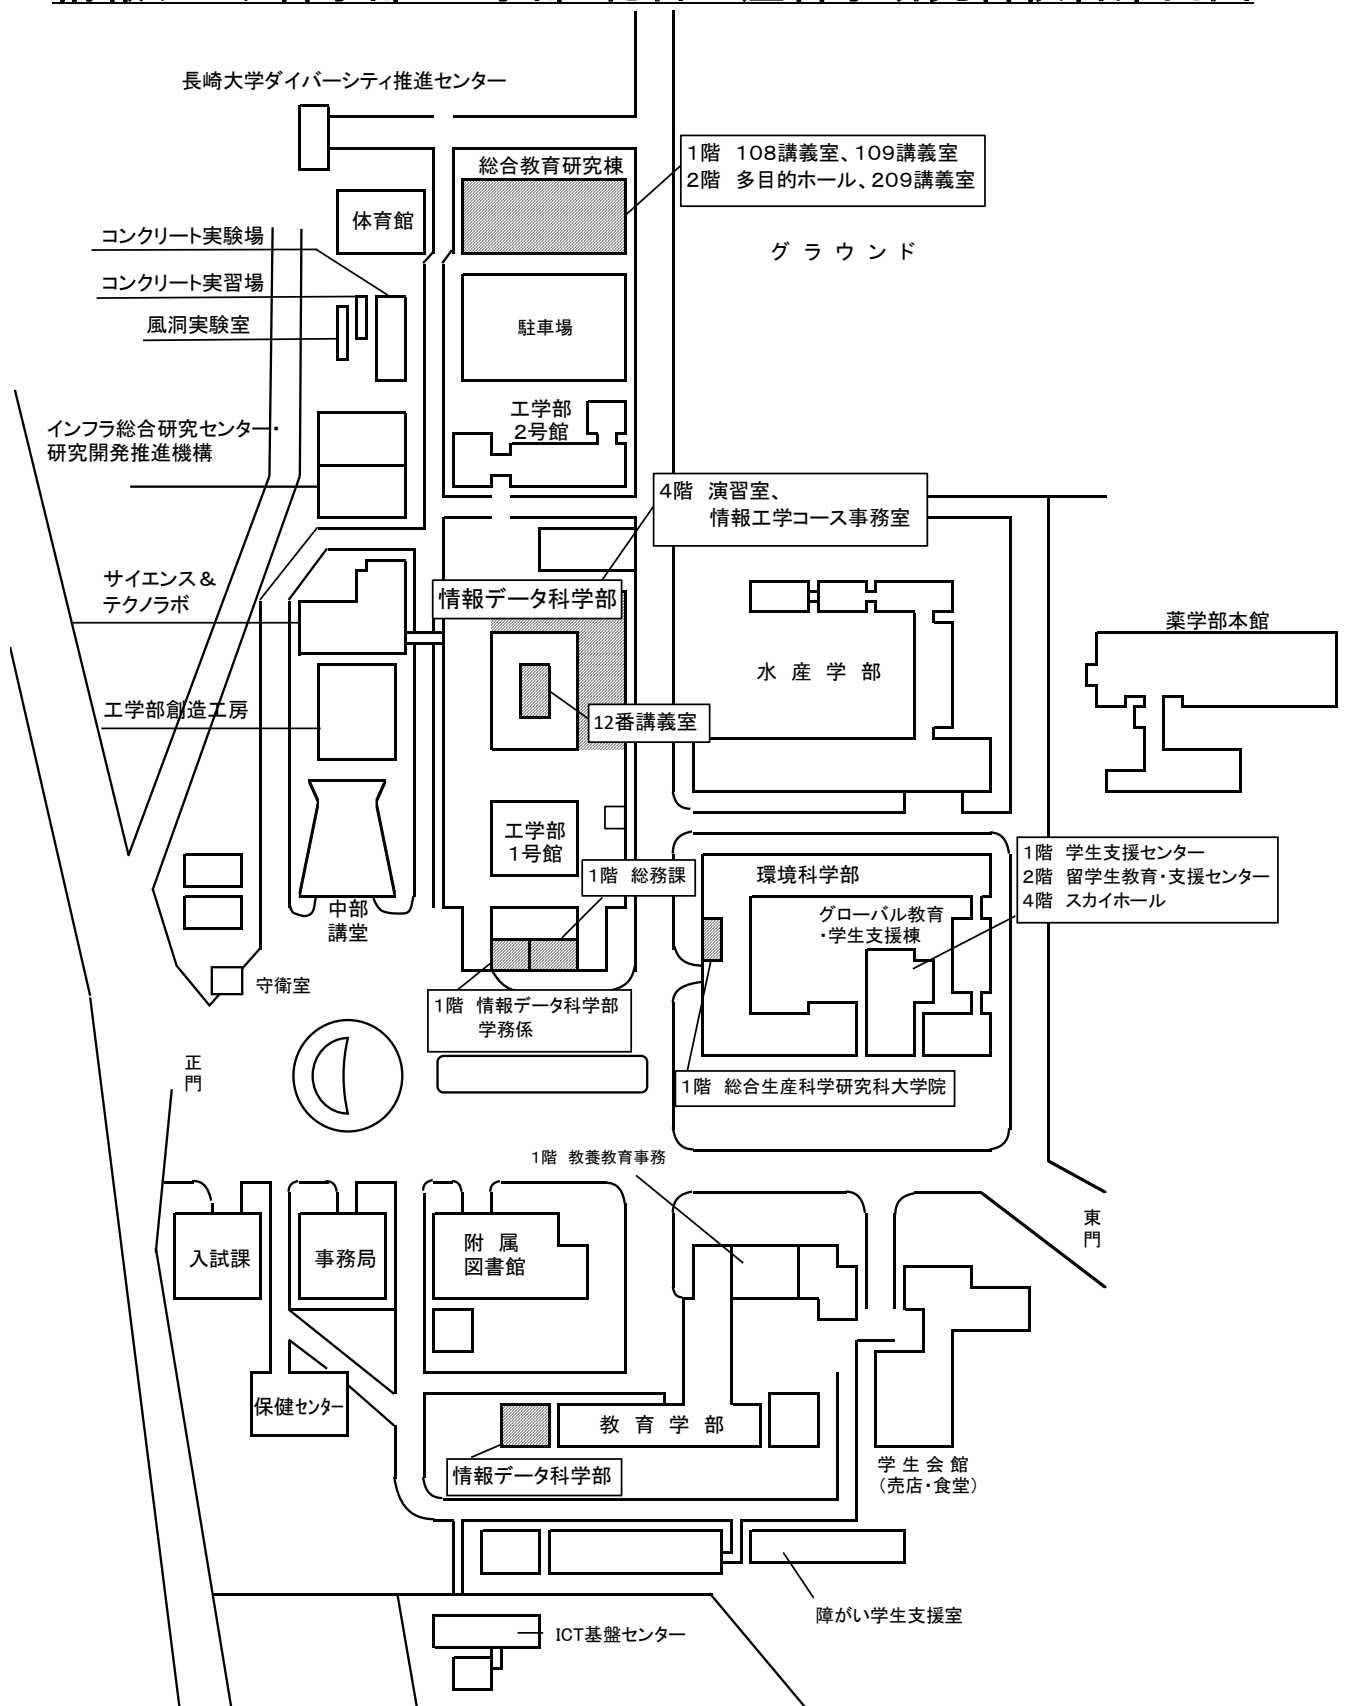 長崎大学ダイバーシティ推進センター
総合教育研究棟
1階 108講義室、109講義室
2階 多目的ホール、209講義室
体育館
グラウンド
コンクリート実験場
コンクリート実習場
風洞実験室
駐車場
インフラ総合研究センター・
研究開発推進機構
工学部
2号館
4階 演習室、
情報工学コース事務室
サイエンス&
テクノラボ
情報データ科学部
薬学部本館
水産学部
工学部創造工房
12番講義室
工学部
1号館
1階 総務課
環境科学部
1階 学生支援センター
2階 留学生教育・支援センター
4階 スカイホール
グローバル教育
・学生支援棟
中部
講堂
守衛室
1階 情報データ科学部
学務係
正門
1階 総合生産科学研究科大学院
1階 教養教育事務
東門
入試課
事務局
附属
図書館
保健センター
教育学部
情報データ科学部
学生会館
(売店・食堂)
障がい学生支援室
ICT基盤センター